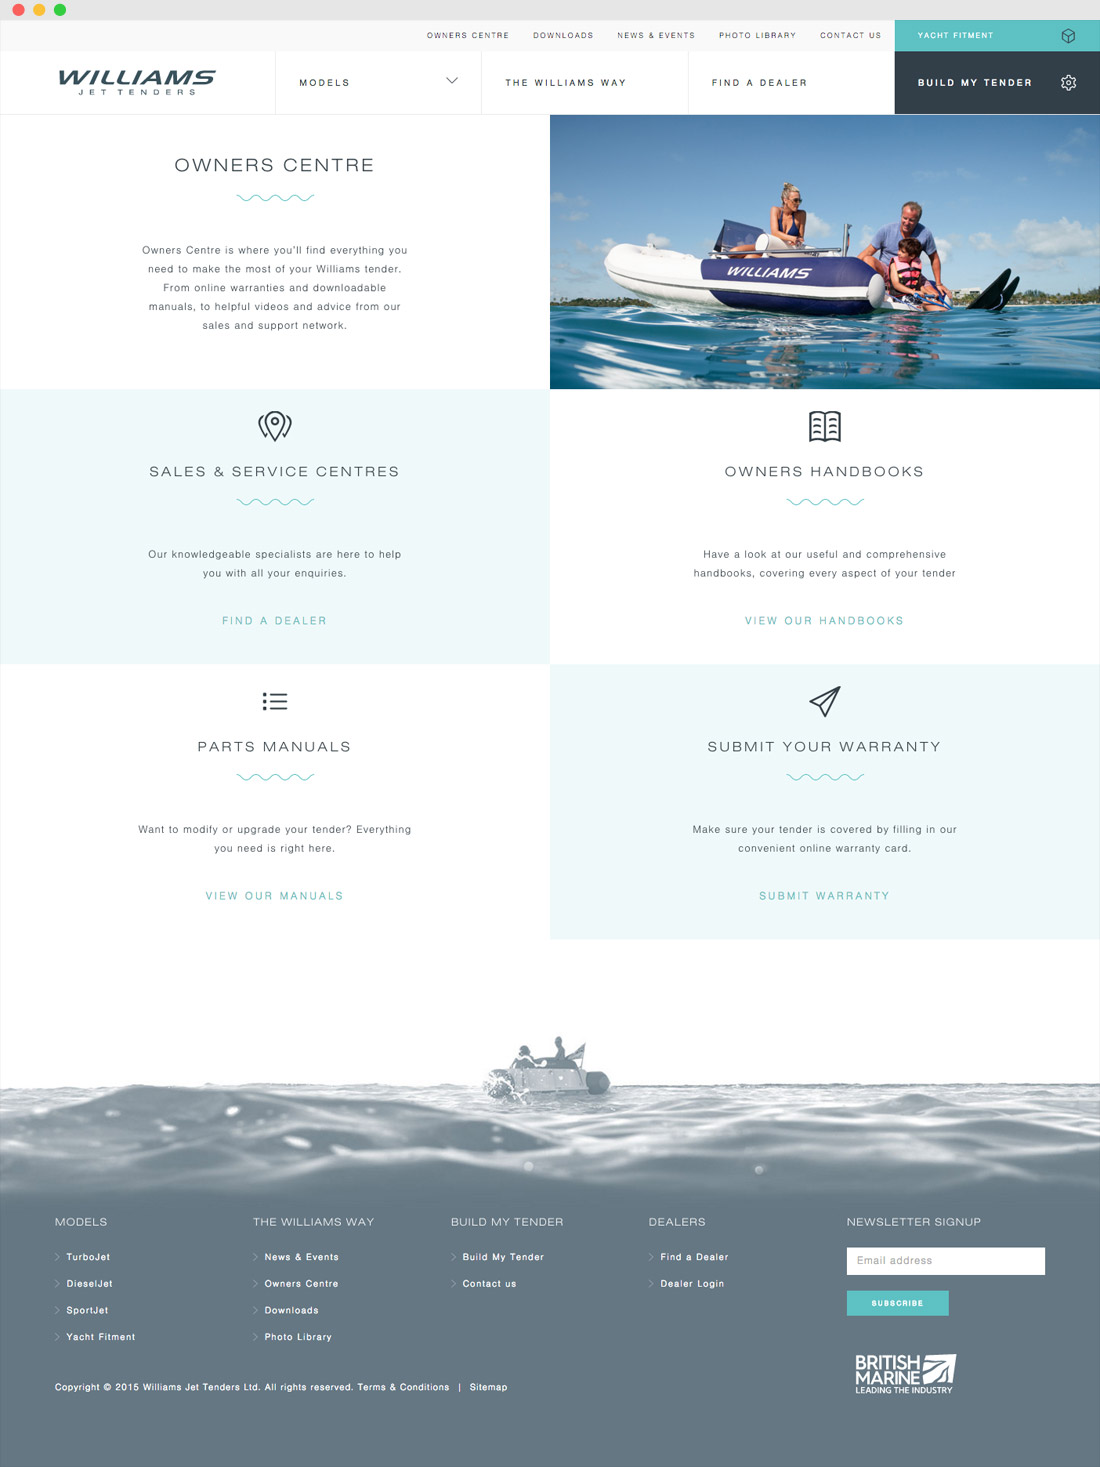 OWNERS CENTRE DOWNLOADS NEWS & EVENTS PHOTO LIBRARY CONTACT US YACHT FITMENT
WILLIAMS
JET TENDERS
MODELS THE WILLIAMS WAY FIND A DEALER BUILD MY TENDER
OWNERS CENTRE
Owners Centre is where you'll find everything you
need to make the most of your Williams tender.
From online warranties and downloadable
manuals, to helpful videos and advice from our
sales and support network.
WILLIAMS
SALES & SERVICE CENTRES
Our knowledgeable specialists are here to help
you with all your enquiries.
FIND A DEALER
OWNERS HANDBOOKS
Have a look at our useful and comprehensive
handbooks, covering every aspect of your tender
VIEW OUR HANDBOOKS
PARTS MANUALS
Want to modify or upgrade your tender? Everything
you need is right here.
VIEW OUR MANUALS
SUBMIT YOUR WARRANTY
Make sure your tender is covered by filling in our
convenient online warranty card.
SUBMIT WARRANTY
MODELS
TurboJet
DieselJet
SportJet
Yacht Fitment
THE WILLIAMS WAY
News & Events
Owners Centre
Downloads
Photo Library
BUILD MY TENDER
Build My Tender
Contact us
DEALERS
Find a Dealer
Dealer Login
NEWSLETTER SIGNUP
Email address
SUBSCRIBE
BRITISH
MARINE
LEADING THE INDUSTRY
Copyright © 2015 Williams Jet Tenders Ltd. All rights reserved. Terms & Conditions | Sitemap